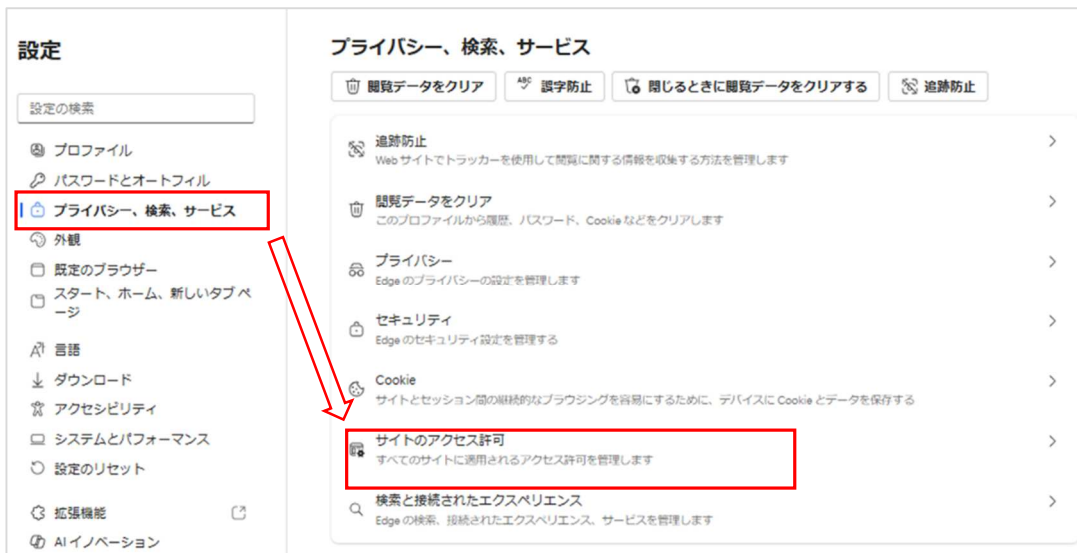 設定
設定の検索
プロファイル
パスワードとオートフィル
プライバシー、検索、サービス
外観
既定のブラウザー
スタート、ホーム、新しいタブ ペ
ージ
言語
ダウンロード
アクセシビリティ
システムとパフォーマンス
設定のリセット
拡張機能
AI イノベーション
プライバシー、検索、サービス
閲覧データをクリア
誤字防止
閉じるときに閲覧データをクリアする
追跡防止
追跡防止
Web サイトでトラッカーを使用して閲覧に関する情報を収集する方法を管理します
閲覧データをクリア
このプロファイルから履歴、パスワード、Cookie などをクリアします
プライバシー
Edge のプライバシーの設定を管理します
セキュリティ
Edge のセキュリティ設定を管理する
Cookie
サイトとセッション間の継続的なブラウジングを容易にするために、デバイスに Cookie とデータを保存する
サイトのアクセス許可
すべてのサイトに適用されるアクセス許可を管理します
検索と接続されたエクスペリエンス
Edge の検索、接続されたエクスペリエンス、サービスを管理します